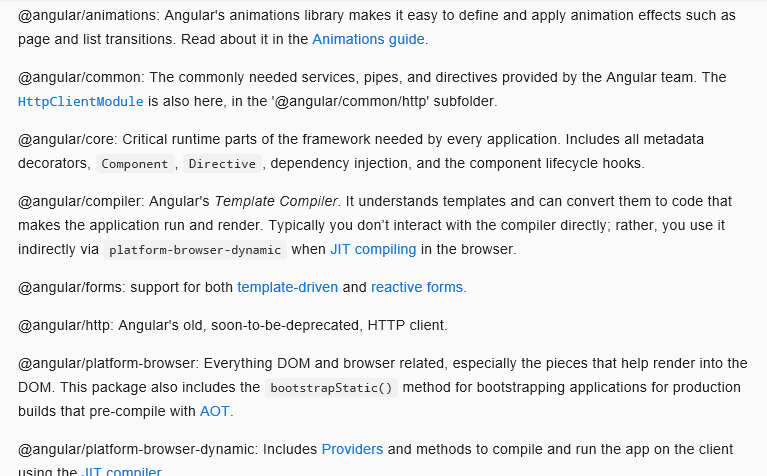 @angular/animations: Angular's animations library makes it easy to define and apply animation effects such as
page and list transitions. Read about it in the Animations guide.
@angular/common: The commonly needed services, pipes, and directives provided by the Angular team. The
HttpClientModule is also here, in the '@angular/common/http' subfolder.
@angular/core: Critical runtime parts of the framework needed by every application. Includes all metadata
decorators, Component, Directive, dependency injection, and the component lifecycle hooks.
@angular/compiler: Angular's Template Compiler. It understands templates and can convert them to code that
makes the application run and render. Typically you don’t interact with the compiler directly; rather, you use it
indirectly via platform-browser-dynamic when JIT compiling in the browser.
@angular/forms: support for both template-driven and reactive forms.
@angular/http: Angular's old, soon-to-be-deprecated, HTTP client.
@angular/platform-browser: Everything DOM and browser related, especially the pieces that help render into the
DOM. This package also includes the bootstrapStatic() method for bootstrapping applications for production
builds that pre-compile with AOT.
@angular/platform-browser-dynamic: Includes Providers and methods to compile and run the app on the client
using the JIT compiler